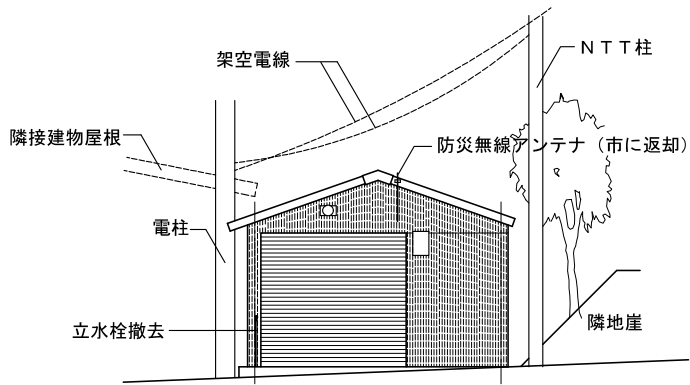 ＮＴＴ柱
架空電線
隣接建物屋根
防災無線アンテナ（市に返却）
電柱
立水栓撤去
隣地崖